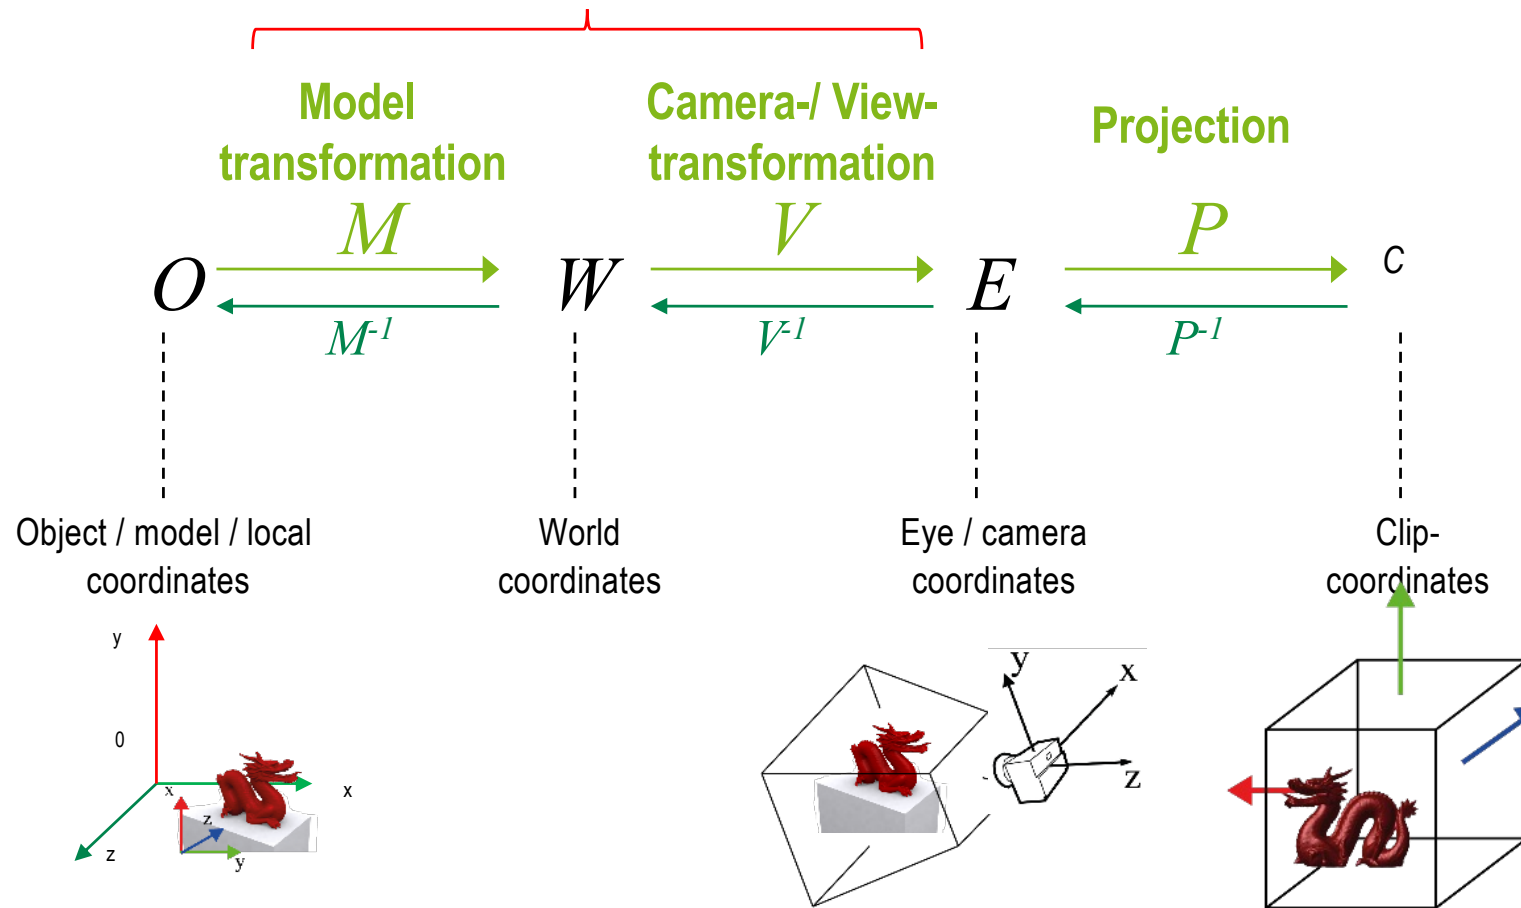 Model
transformation
Camera-/ View-
transformation
Projection
M
V
P
O
W
E
C
M-1
V-1
P-1
Object / model / local
coordinates
World
coordinates
Eye / camera
coordinates
Clip-
coordinates
y
0
x
z
x
z
y
y
x
z